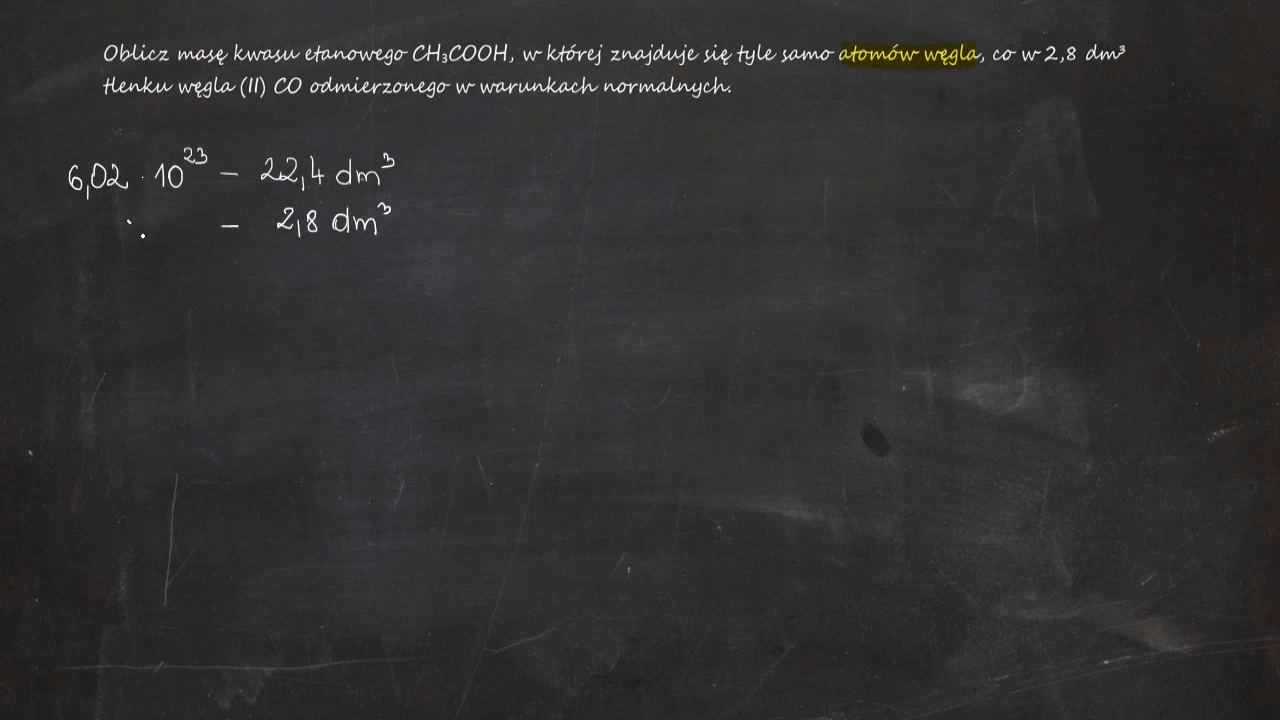 Oblicz masę kwasu etanowego CH₃COOH, w której znajduje się tyle samo atomów węgla, co w 2,8 dm³
tlenku węgla (II) CO odmierzonego w warunkach normalnych.
6,02 · 10²³ – 22,4 dm³
– 2,8 dm³